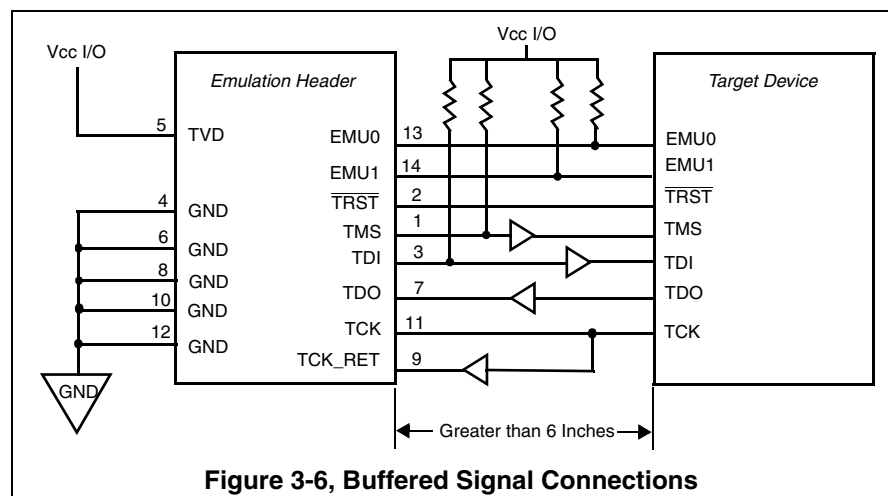 Vcc I/O
Vcc I/O
Emulation Header
Target Device
5
TVD
EMU0
13
EMU0
EMU1
14
EMU1
4
GND
TRST
2
TRST
TMS
1
TMS
6
GND
TDI
3
TDI
8
GND
TDO
7
TDO
10
GND
TCK
11
TCK
12
GND
TCK_RET
9
GND
Greater than 6 Inches
Figure 3-6, Buffered Signal Connections